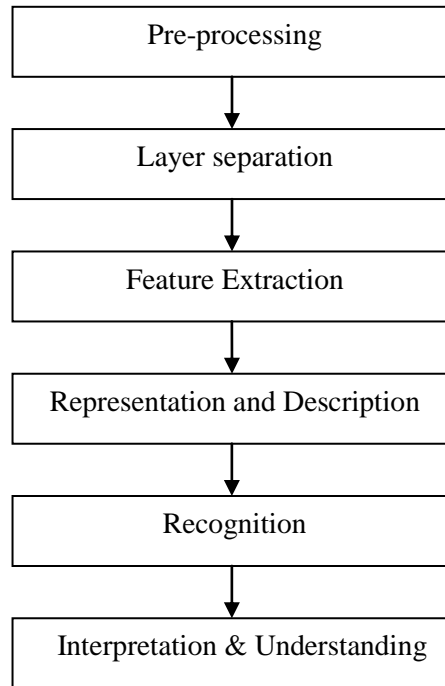 Pre-processing
Layer separation
Feature Extraction
Representation and Description
Recognition
Interpretation & Understanding